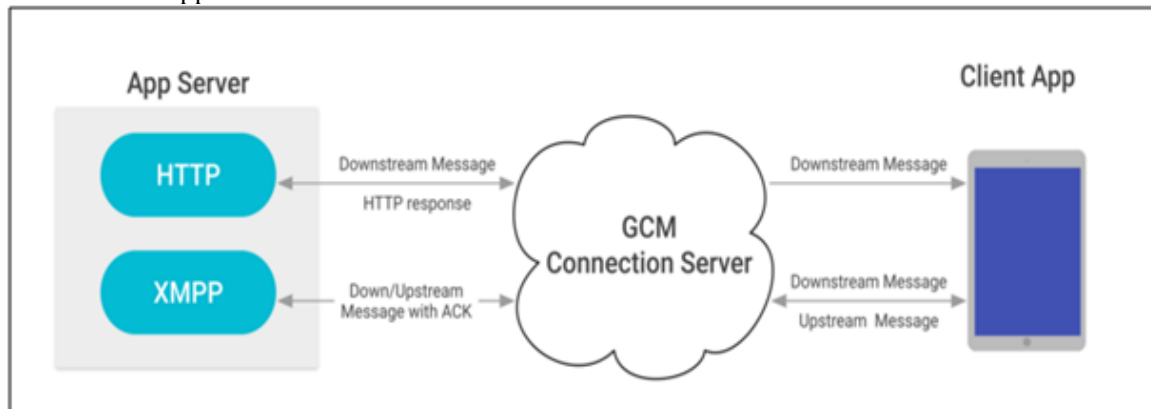 App Server
HTTP
XMPP
Downstream Message
HTTP response
Down/Upstream
Message with ACK
GCM
Connection Server
Client App
Downstream Message
Downstream Message
Upstream Message